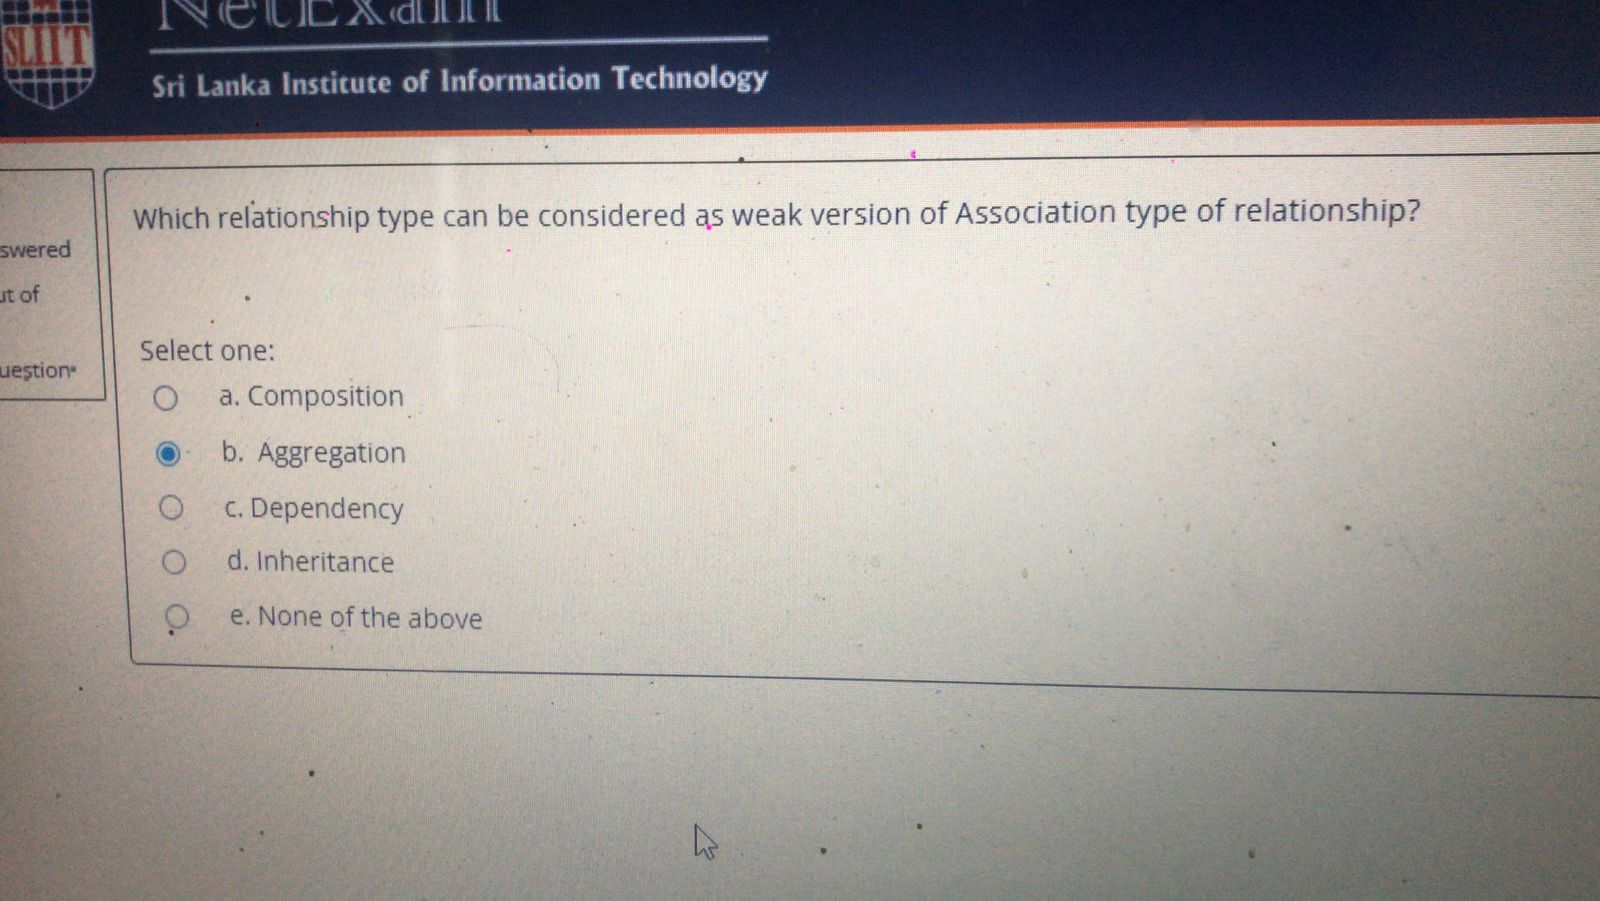 NetExam
SLIIT
Sri Lanka Institute of Information Technology
swered
ut of
uestion
Which relationship type can be considered as weak version of Association type of relationship?
Select one:
a. Composition
b. Aggregation
c. Dependency
d. Inheritance
e. None of the above